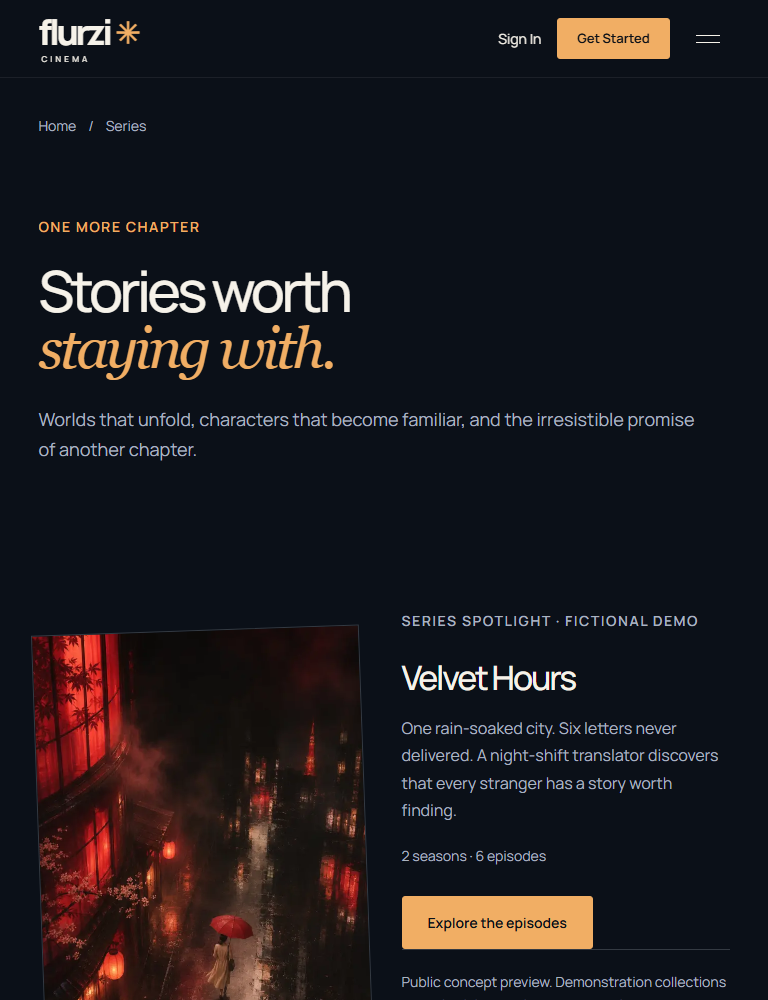 flurzi
CINEMA
Sign In
Get Started
Home / Series
ONE MORE CHAPTER
Stories worth
staying with.
Worlds that unfold, characters that become familiar, and the irresistible promise
of another chapter.
SERIES SPOTLIGHT · FICTIONAL DEMO
Velvet Hours
One rain-soaked city. Six letters never
delivered. A night-shift translator discovers
that every stranger has a story worth
finding.
2 seasons · 6 episodes
Explore the episodes
Public concept preview. Demonstration collections